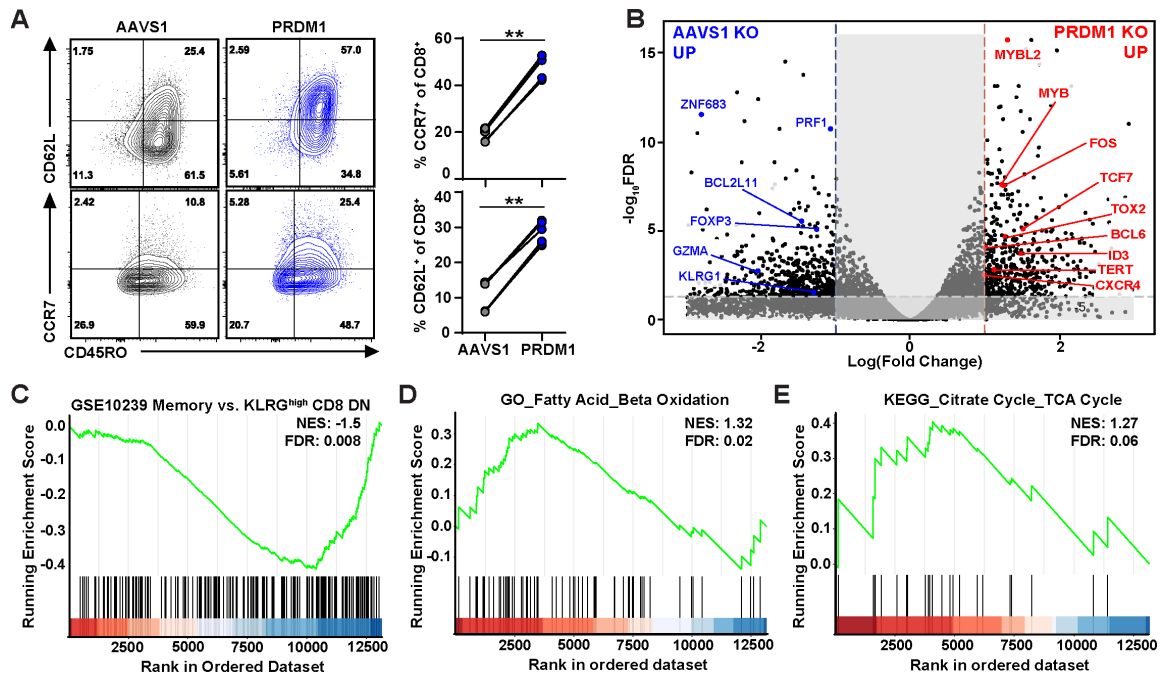 A
AAVS1
PRDM1
1.75
25.4
11.3
61.5
2.59
57.0
5.61
34.8
CD62L
2.42
10.8
26.9
59.9
5.28
25.4
20.7
48.7
CCR7
CD45RO
% CCR7⁺ of CD8⁺
60
40
20
0
**
% CD62L⁺ of CD8⁺
40
30
20
10
0
**
AAVS1
PRDM1
B
AAVS1 KO
UP
PRDM1 KO
UP
-log₁₀FDR
15
10
5
0
ZNF683
PRF1
BCL2L11
FOXP3
GZMA
KLRG1
MYBL2
MYB
FOS
TCF7
TOX2
BCL6
ID3
TERT
CXCR4
-5
-2
0
2
Log(Fold Change)
C
GSE10239 Memory vs. KLRGʰⁱᵍʰ CD8 DN
NES: -1.5
FDR: 0.008
Running Enrichment Score
0.0
-0.1
-0.2
-0.3
-0.4
2500
5000
7500
10000
12500
Rank in Ordered Dataset
D
GO_Fatty Acid_Beta Oxidation
NES: 1.32
FDR: 0.02
Running Enrichment Score
0.3
0.2
0.1
0.0
-0.1
2500
5000
7500
10000
12500
Rank in ordered dataset
E
KEGG_Citrate Cycle_TCA Cycle
NES: 1.27
FDR: 0.06
Running Enrichment Score
0.4
0.3
0.2
0.1
0.0
2500
5000
7500
10000
12500
Rank in ordered dataset